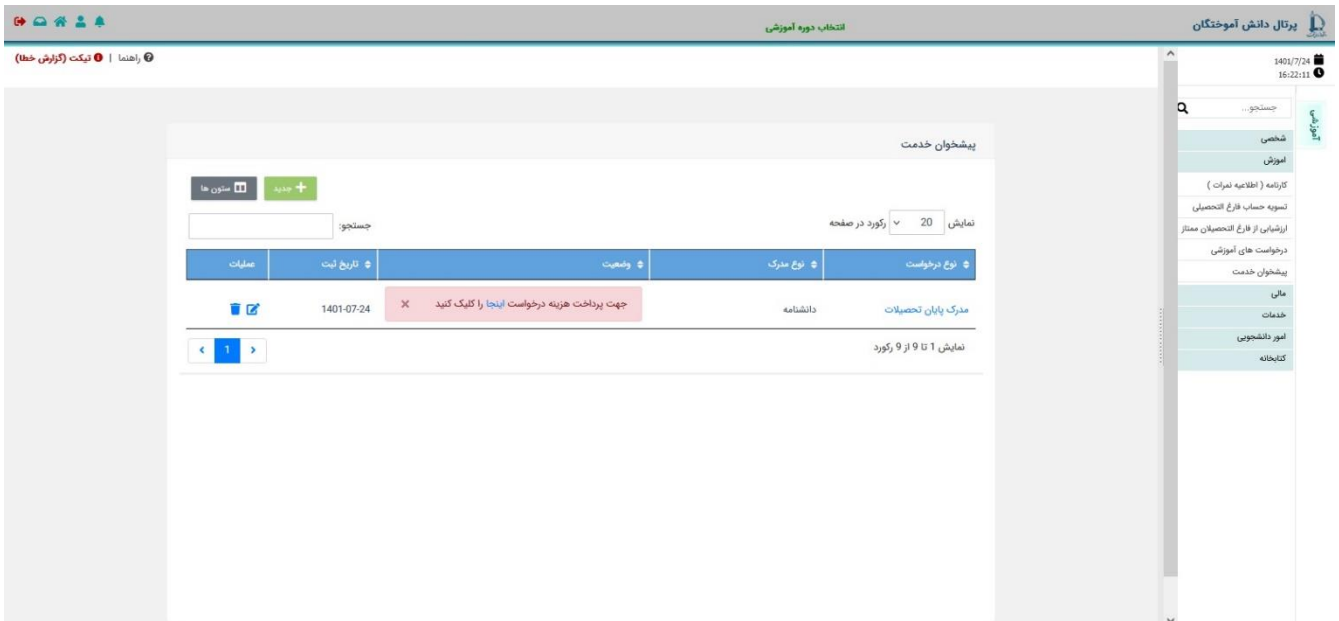 پرتال دانش آموختگان
انتخاب دوره آموزشی
1401/7/24
16:22:11
راهنما | تیکت (گزارش خطا)
جستجو...
آموزشی
شخصی
اموزش
کارنامه ( اطلاعیه نمرات )
تسویه حساب فارغ التحصیلی
ارزشیابی از فارغ التحصیلان ممتاز
درخواست های آموزشی
پیشخوان خدمت
مالی
خدمات
امور دانشجویی
کتابخانه
پیشخوان خدمت
جدید ستون ها
نمایش 20 رکورد در صفحه جستجو:
نوع درخواست نوع مدرک وضعیت تاریخ ثبت عملیات
مدرک پایان تحصیلات دانشنامه جهت پرداخت هزینه درخواست اینجا را کلیک کنید × 1401-07-24
نمایش 1 تا 9 از 9 رکورد
1